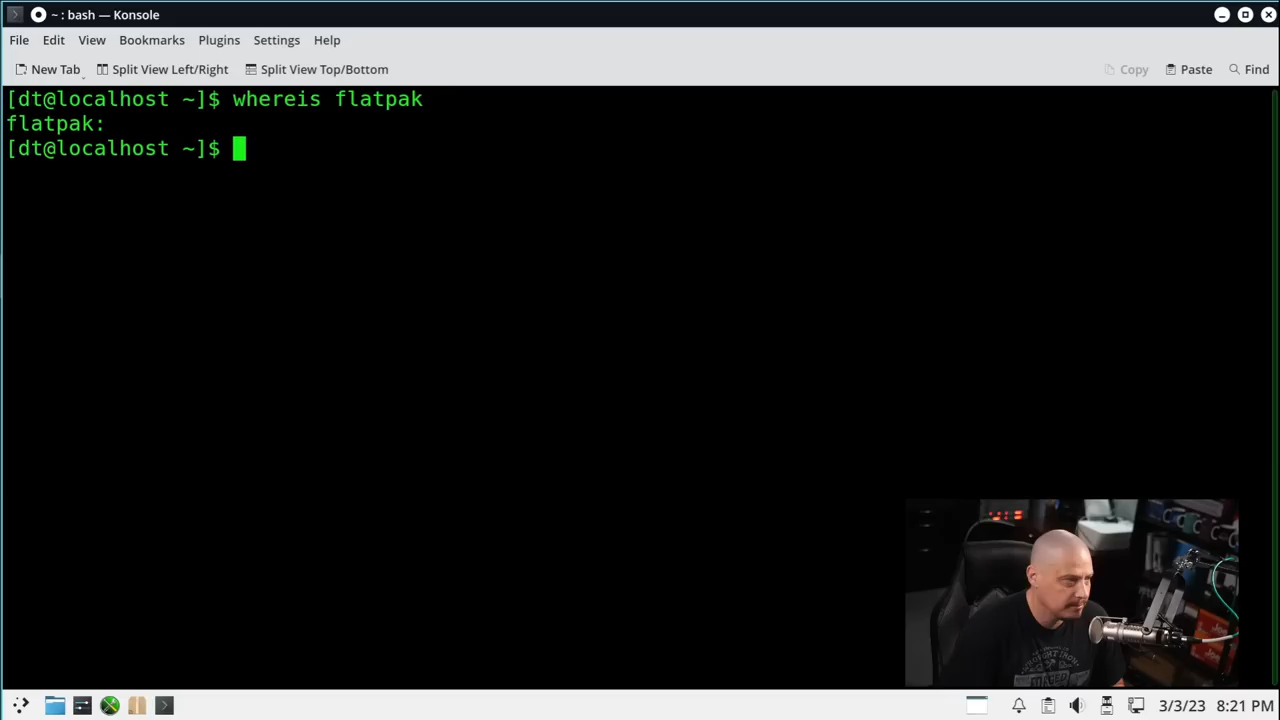 ~ : bash — Konsole
File Edit View Bookmarks Plugins Settings Help
New Tab Split View Left/Right Split View Top/Bottom Copy Paste Find
[dt@localhost ~]$ whereis flatpak
flatpak:
[dt@localhost ~]$
3/3/23 8:21 PM